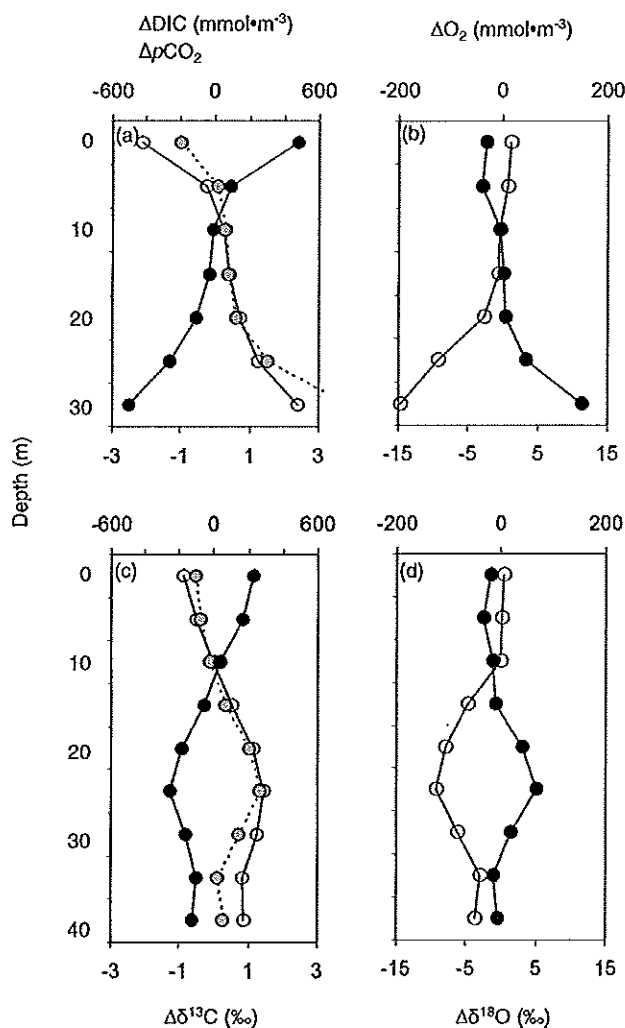 ΔDIC (mmol•m⁻³)
ΔpCO₂
ΔO₂ (mmol•m⁻³)
-600 0 600
-200 0 200
(a)
(b)
0
10
20
30
-3 -1 1 3
-15 -5 5 15
Depth (m)
-600 0 600
-200 0 200
(c)
(d)
0
10
20
30
40
-3 -1 1 3
-15 -5 5 15
Δδ¹³C (‰)
Δδ¹⁸O (‰)